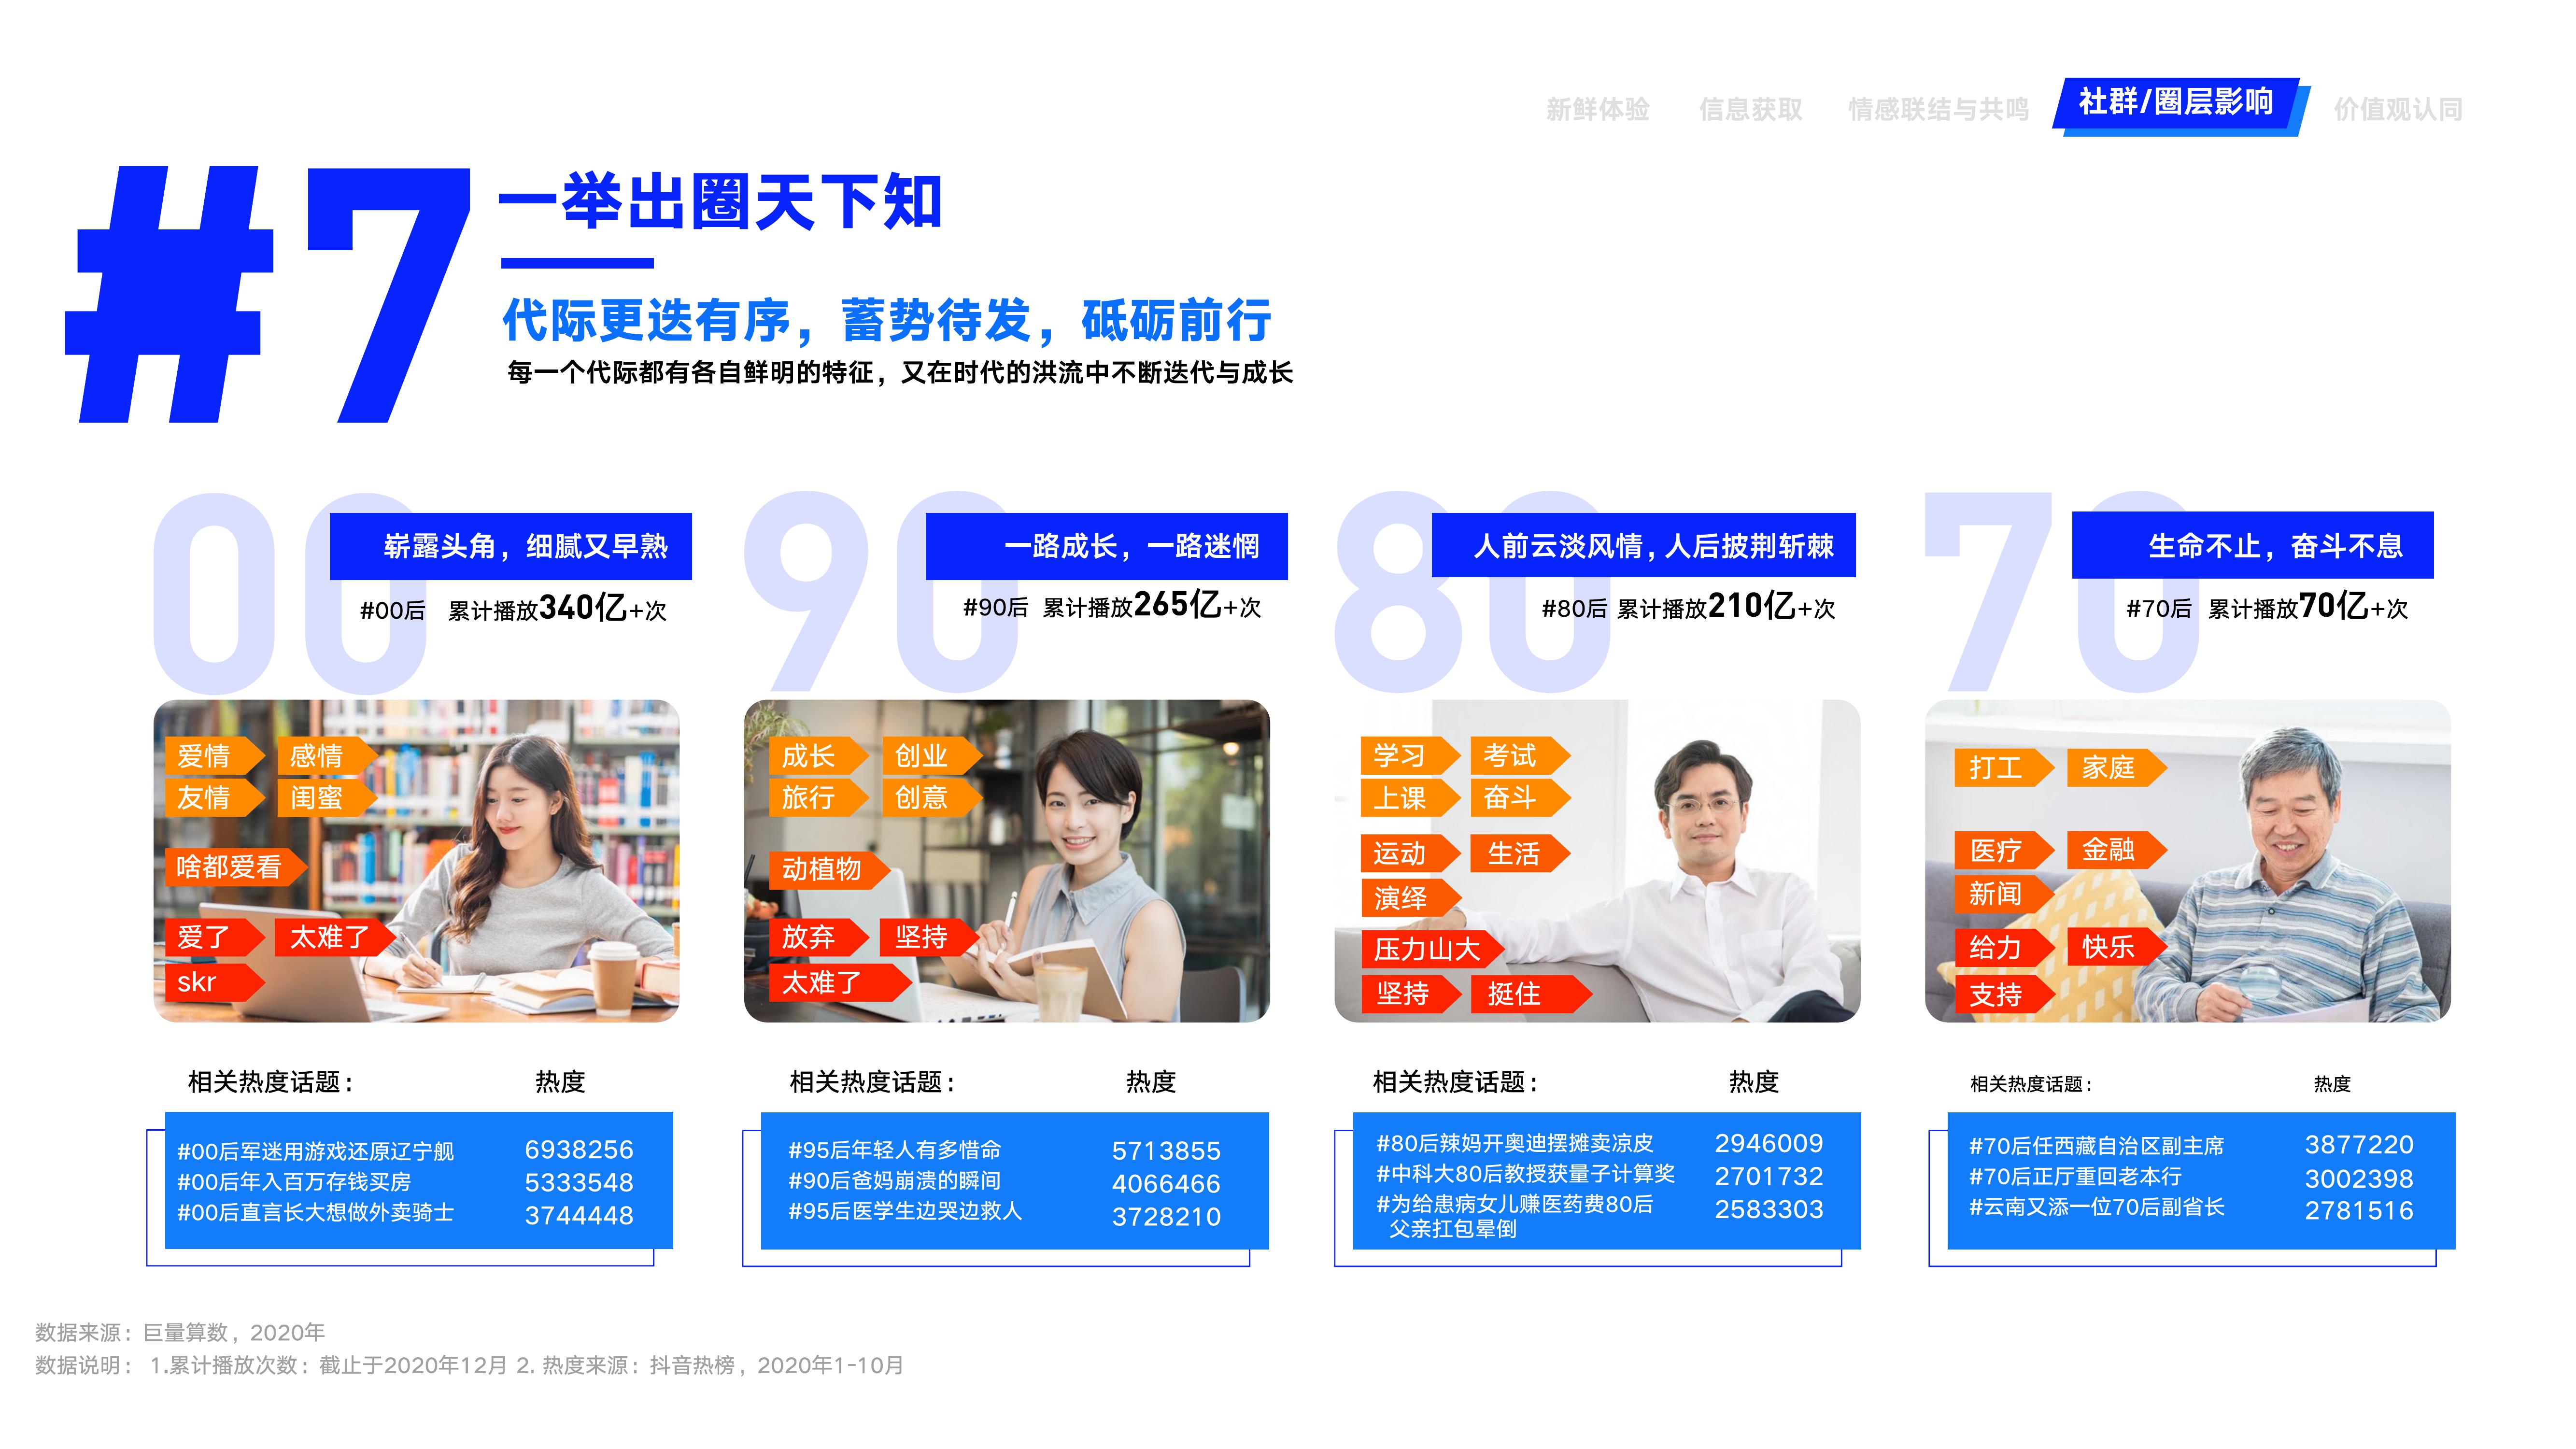 新鲜体验 信息获取 情感联结与共鸣 社群/圈层影响 价值观认同
#7
一举出圈天下知
代际更迭有序，蓄势待发，砥砺前行
每一个代际都有各自鲜明的特征，又在时代的洪流中不断迭代与成长
00
崭露头角，细腻又早熟
#00后 累计播放340亿+次
爱情 感情
友情 闺蜜
啥都爱看
爱了 太难了
skr
相关热度话题： 热度
#00后军迷用游戏还原辽宁舰 6938256
#00后年入百万存钱买房 5333548
#00后直言长大想做外卖骑士 3744448
90
一路成长，一路迷惘
#90后 累计播放265亿+次
成长 创业
旅行 创意
动植物
放弃 坚持
太难了
相关热度话题： 热度
#95后年轻人有多惜命 5713855
#90后爸妈崩溃的瞬间 4066466
#95后医学生边哭边救人 3728210
80
人前云淡风情，人后披荆斩棘
#80后 累计播放210亿+次
学习 考试
上课 奋斗
运动 生活
演绎
压力山大
坚持 挺住
相关热度话题： 热度
#80后辣妈开奥迪摆摊卖凉皮 2946009
#中科大80后教授获量子计算奖 2701732
#为给患病女儿赚医药费80后 2583303
父亲扛包晕倒
70
生命不止，奋斗不息
#70后 累计播放70亿+次
打工 家庭
医疗 金融
新闻
给力 快乐
支持
相关热度话题： 热度
#70后任西藏自治区副主席 3877220
#70后正厅重回老本行 3002398
#云南又添一位70后副省长 2781516
数据来源：巨量算数，2020年
数据说明： 1.累计播放次数：截止于2020年12月 2. 热度来源：抖音热榜，2020年1-10月